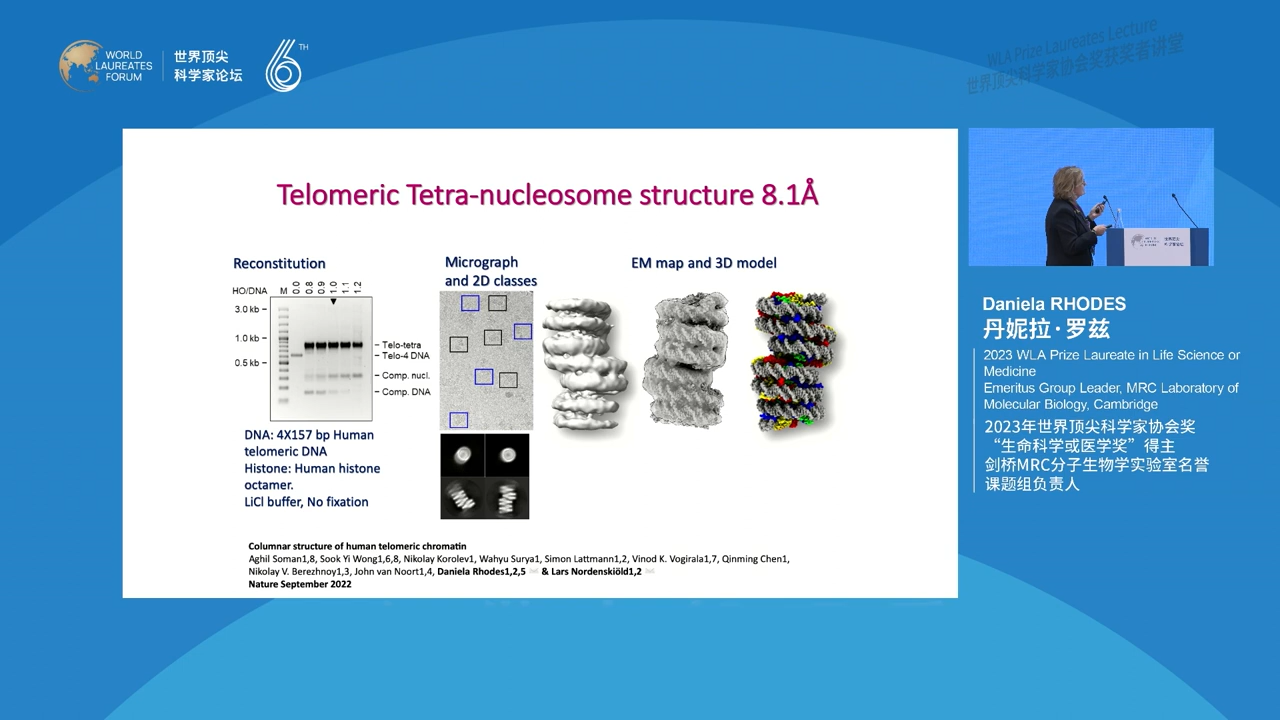 WORLD
LAUREATES
FORUM
世界顶尖
科学家论坛
6TH
WLA Prize Laureates Lecture
世界顶尖科学家协会奖获奖者讲堂
Telomeric Tetra-nucleosome structure 8.1Å
Reconstitution
HO/DNA M 0.0 0.8 0.9 1.0 1.1 1.2
3.0 kb
1.0 kb
0.5 kb
Telo-tetra
Telo-4 DNA
Comp. nucl.
Comp. DNA
DNA: 4X157 bp Human
telomeric DNA
Histone: Human histone
octamer.
LiCl buffer, No fixation
Micrograph
and 2D classes
EM map and 3D model
Columnar structure of human telomeric chromatin
Aghil Soman1,8, Sook Yi Wong1,6,8, Nikolay Korolev1, Wahyu Surya1, Simon Lattmann1,2, Vinod K. Vogirala1,7, Qinming Chen1,
Nikolay V. Berezhnoy1,3, John van Noort1,4, Daniela Rhodes1,2,5 ✉ & Lars Nordenskiöld1,2 ✉
Nature September 2022
Daniela RHODES
丹妮拉·罗兹
2023 WLA Prize Laureate in Life Science or
Medicine
Emeritus Group Leader, MRC Laboratory of
Molecular Biology, Cambridge
2023年世界顶尖科学家协会奖
“生命科学或医学奖”得主
剑桥MRC分子生物学实验室名誉
课题组负责人